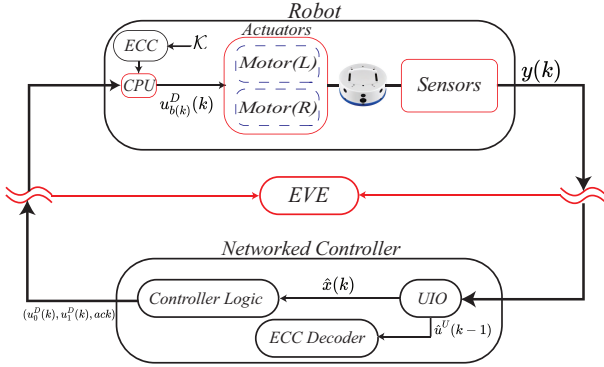 Robot
Actuators
ECC
𝒦
Motor(L)
CPU
Sensors
y(k)
u^D_{b(k)}(k)
Motor(R)
EVE
Networked Controller
x̂(k)
Controller Logic
UIO
(u^D_0(k), u^D_1(k), ack)
û^U(k − 1)
ECC Decoder